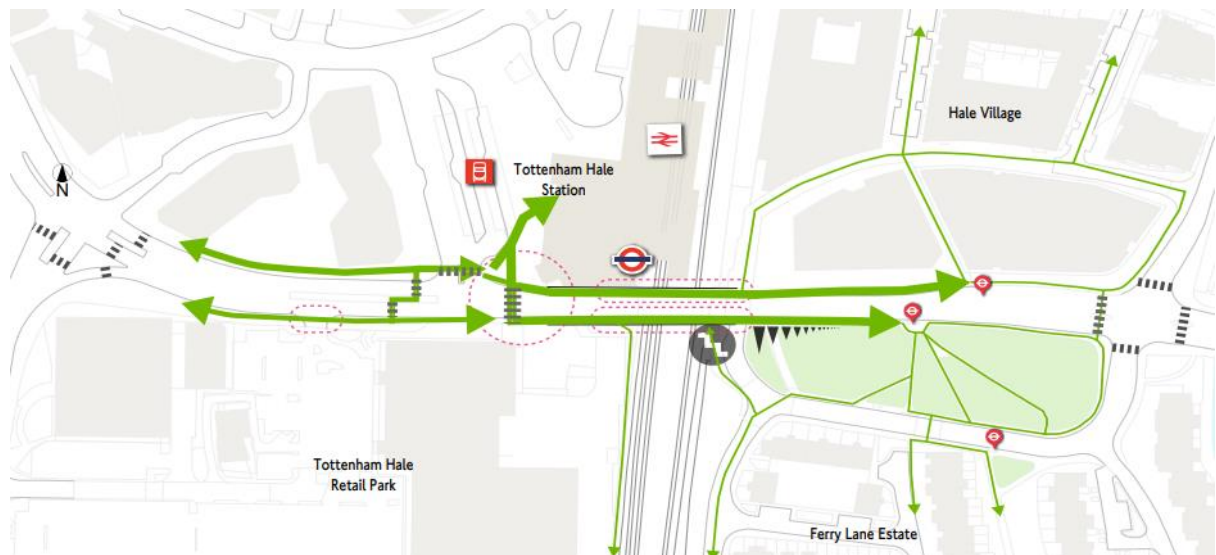 Hale Village
Tottenham Hale
Station
N
Tottenham Hale
Retail Park
Ferry Lane Estate